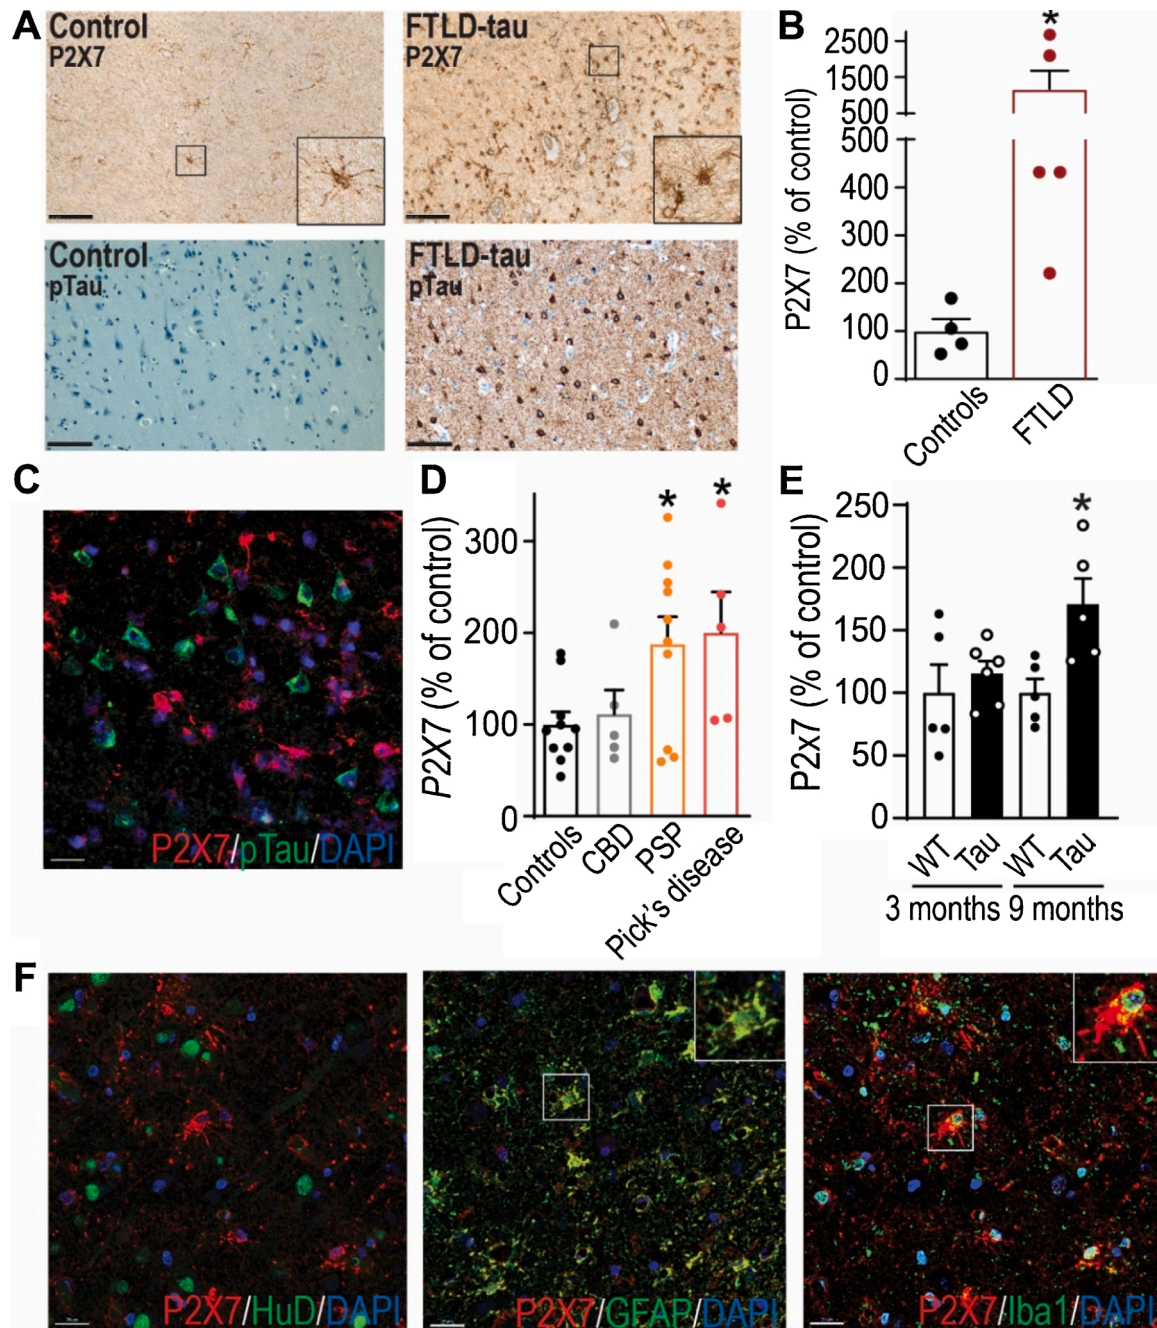 A
Control
P2X7
FTLD-tau
P2X7
Control
pTau
FTLD-tau
pTau
B
*
P2X7 (% of control)
2500
1500
500
500
400
300
200
100
0
Controls
FTLD
C
P2X7/pTau/DAPI
D
* *
P2X7 (% of control)
300
200
100
0
Controls
CBD
PSP
Pick's disease
E
*
P2x7 (% of control)
250
200
150
100
50
0
WT Tau WT Tau
3 months 9 months
F
P2X7/HuD/DAPI
P2X7/GFAP/DAPI
P2X7/Iba1/DAPI